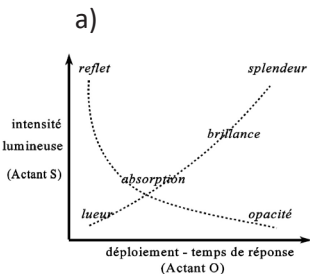 a)
reflet splendeur
intensité
lumineuse
(Actant S)
brillance
absorption
lueur opacité
déploiement - temps de réponse
(Actant O)